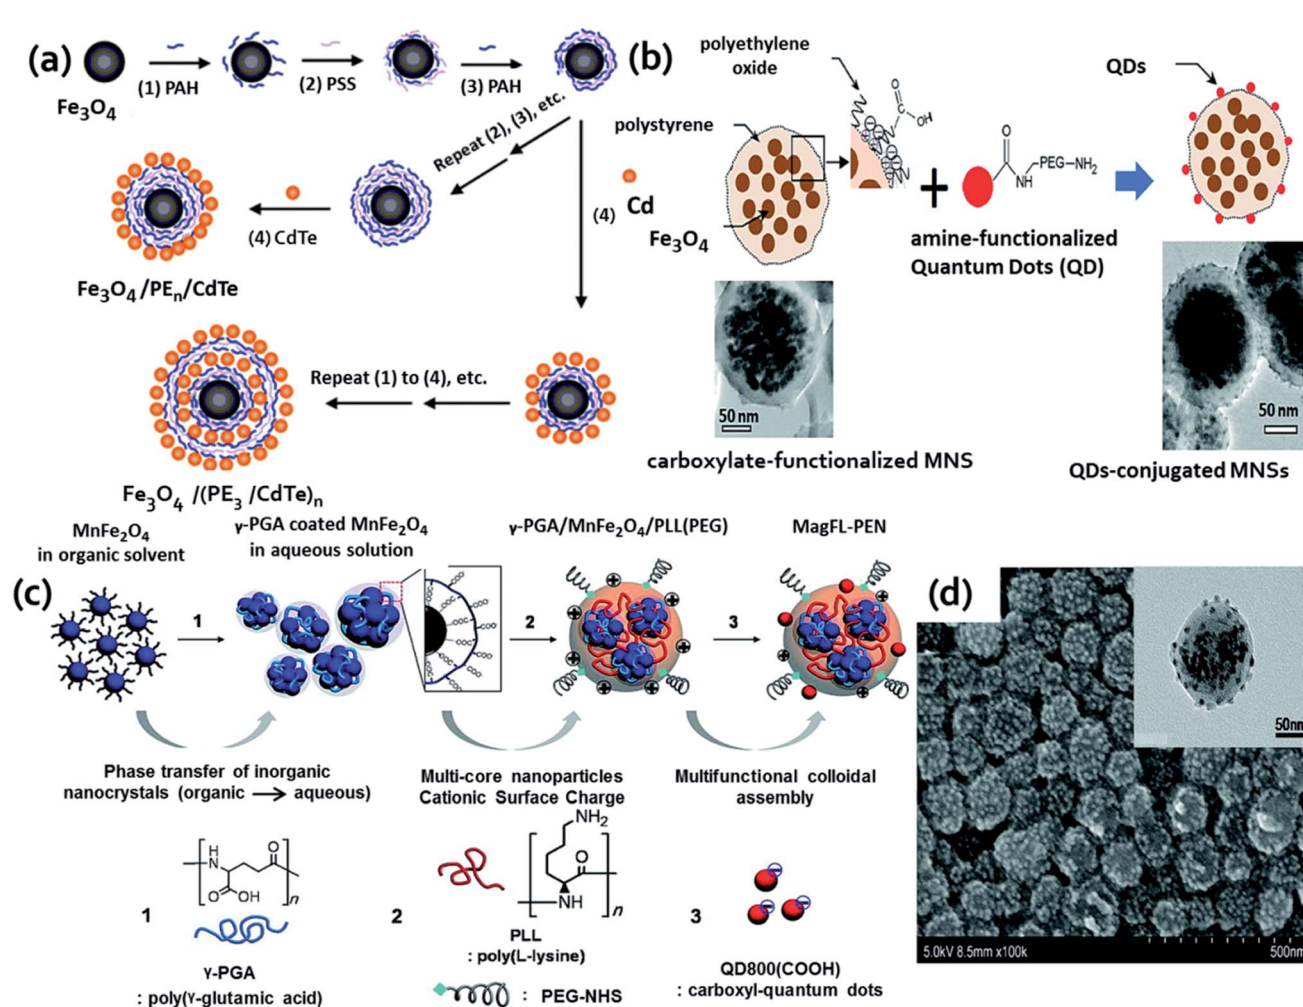 (a)
(1) PAH
(2) PSS
(3) PAH
Fe3O4
Repeat (2), (3), etc.
(4) CdTe
(4)
Cd
Fe3O4 /PEn/CdTe
Repeat (1) to (4), etc.
Fe3O4 /(PE3 /CdTe)n
(b)
polyethylene
oxide
polystyrene
OH
O
Fe3O4
+
O
NH
PEG-NH2
amine-functionalized
Quantum Dots (QD)
QDs
50 nm
carboxylate-functionalized MNS
50 nm
QDs-conjugated MNSs
(c)
MnFe2O4
in organic solvent
γ-PGA coated MnFe2O4
in aqueous solution
γ-PGA/MnFe2O4/PLL(PEG)
MagFL-PEN
1
2
3
Phase transfer of inorganic
nanocrystals (organic → aqueous)
Multi-core nanoparticles
Cationic Surface Charge
Multifunctional colloidal
assembly
H
N
O
O
OH
n
1
γ-PGA
: poly(γ-glutamic acid)
2
NH2
O
NH
n
PLL
: poly(L-lysine)
: PEG-NHS
3
QD800(COOH)
: carboxyl-quantum dots
(d)
50nm
5.0kV 8.5mm x100k
500nm